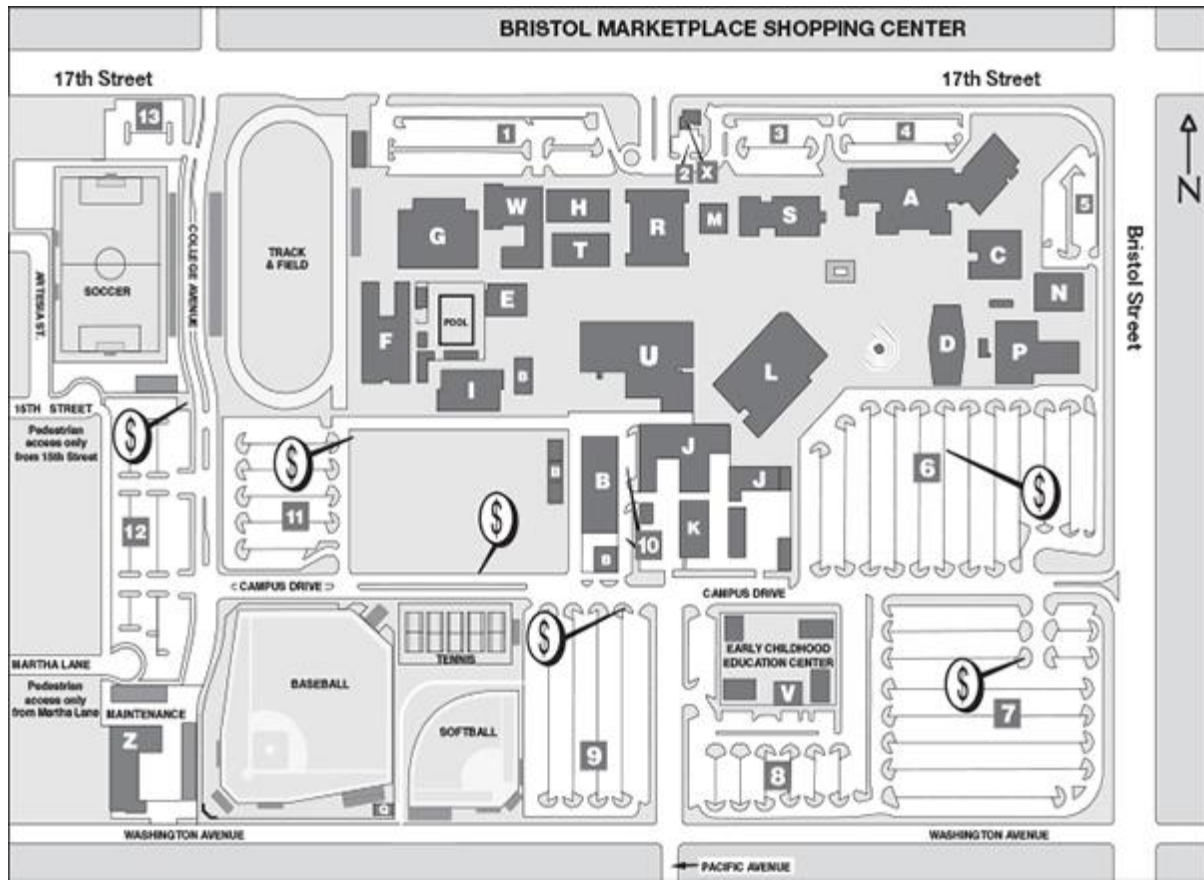 BRISTOL MARKETPLACE SHOPPING CENTER
17th Street
17th Street
13
1
3
4
2
X
5
N
W
H
T
G
R
M
S
A
C
N
Bristol Street
COLLEGE AVENUE
TRACK
& FIELD
SOCCER
ARTESIA ST.
F
POOL
E
I
B
U
L
D
P
15TH STREET
Pedestrian
access only
from 15th Street
$
$
$
$
12
11
B
B
B
10
J
J
K
6
CAMPUS DRIVE
CAMPUS DRIVE
MARTHA LANE
Pedestrian
access only
from Martha Lane
MAINTENANCE
Z
BASEBALL
TENNIS
SOFTBALL
$
9
EARLY CHILDHOOD
EDUCATION CENTER
V
8
$
7
WASHINGTON AVENUE
WASHINGTON AVENUE
PACIFIC AVENUE